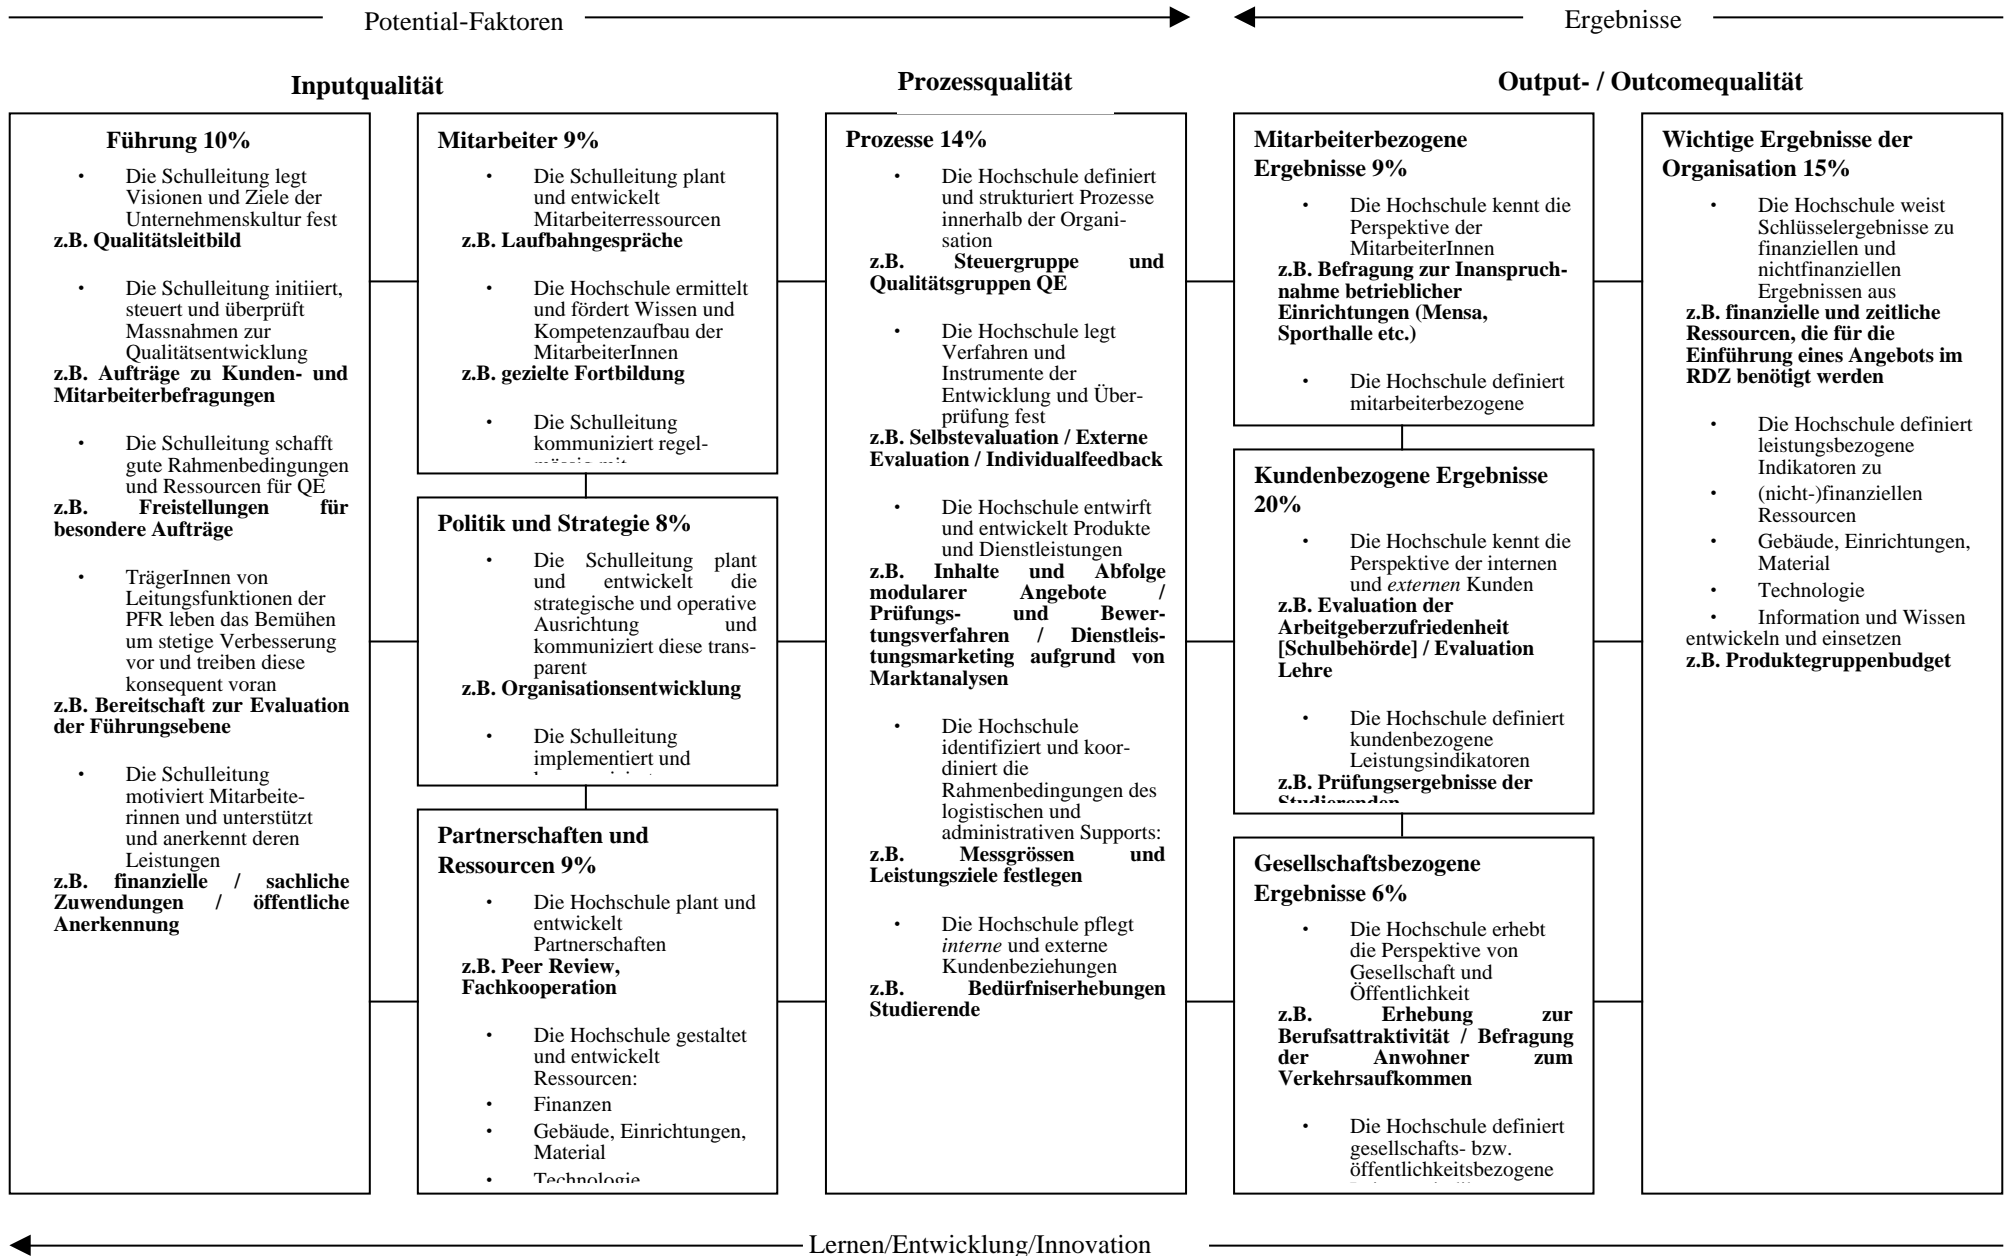 Potential-Faktoren
Ergebnisse
Inputqualität
Prozessqualität
Output- / Outcomequalität
Führung 10%
• Die Schulleitung legt
Visionen und Ziele der
Unternehmenskultur fest
z.B. Qualitätsleitbild
• Die Schulleitung initiiert,
steuert und überprüft
Massnahmen zur
Qualitätsentwicklung
z.B. Aufträge zu Kunden- und
Mitarbeiterbefragungen
• Die Schulleitung schafft
gute Rahmenbedingungen
und Ressourcen für QE
z.B. Freistellungen für
besondere Aufträge
• TrägerInnen von
Leitungsfunktionen der
PFR leben das Bemühen
um stetige Verbesserung
vor und treiben diese
konsequent voran
z.B. Bereitschaft zur Evaluation
der Führungsebene
• Die Schulleitung
motiviert Mitarbeite-
rinnen und unterstützt
und anerkennt deren
Leistungen
z.B. finanzielle / sachliche
Zuwendungen / öffentliche
Anerkennung
Mitarbeiter 9%
• Die Schulleitung plant
und entwickelt
Mitarbeiterressourcen
z.B. Laufbahngespräche
• Die Hochschule ermittelt
und fördert Wissen und
Kompetenzaufbau der
MitarbeiterInnen
z.B. gezielte Fortbildung
• Die Schulleitung
kommuniziert regel-
mässig mit
Politik und Strategie 8%
• Die Schulleitung plant
und entwickelt die
strategische und operative
Ausrichtung und
kommuniziert diese trans-
parent
z.B. Organisationsentwicklung
• Die Schulleitung
implementiert und
Partnerschaften und
Ressourcen 9%
• Die Hochschule plant und
entwickelt
Partnerschaften
z.B. Peer Review,
Fachkooperation
• Die Hochschule gestaltet
und entwickelt
Ressourcen:
• Finanzen
• Gebäude, Einrichtungen,
Material
• Technologie
Prozesse 14%
• Die Hochschule definiert
und strukturiert Prozesse
innerhalb der Organi-
sation
z.B. Steuergruppe und
Qualitätsgruppen QE
• Die Hochschule legt
Verfahren und
Instrumente der
Entwicklung und Über-
prüfung fest
z.B. Selbstevaluation / Externe
Evaluation / Individualfeedback
• Die Hochschule entwirft
und entwickelt Produkte
und Dienstleistungen
z.B. Inhalte und Abfolge
modularer Angebote /
Prüfungs- und Bewer-
tungsverfahren / Dienstleis-
tungsmarketing aufgrund von
Marktanalysen
• Die Hochschule
identifiziert und koor-
diniert die
Rahmenbedingungen des
logistischen und
administrativen Supports:
z.B. Messgrössen und
Leistungsziele festlegen
• Die Hochschule pflegt
interne und externe
Kundenbeziehungen
z.B. Bedürfniserhebungen
Studierende
Mitarbeiterbezogene
Ergebnisse 9%
• Die Hochschule kennt die
Perspektive der
MitarbeiterInnen
z.B. Befragung zur Inanspruch-
nahme betrieblicher
Einrichtungen (Mensa,
Sporthalle etc.)
• Die Hochschule definiert
mitarbeiterbezogene
Kundenbezogene Ergebnisse
20%
• Die Hochschule kennt die
Perspektive der internen
und externen Kunden
z.B. Evaluation der
Arbeitgeberzufriedenheit
[Schulbehörde] / Evaluation
Lehre
• Die Hochschule definiert
kundenbezogene
Leistungsindikatoren
z.B. Prüfungsergebnisse der
Studierenden
Gesellschaftsbezogene
Ergebnisse 6%
• Die Hochschule erhebt
die Perspektive von
Gesellschaft und
Öffentlichkeit
z.B. Erhebung zur
Berufsattraktivität / Befragung
der Anwohner zum
Verkehrsaufkommen
• Die Hochschule definiert
gesellschafts- bzw.
öffentlichkeitsbezogene
Wichtige Ergebnisse der
Organisation 15%
• Die Hochschule weist
Schlüsselergebnisse zu
finanziellen und
nichtfinanziellen
Ergebnissen aus
z.B. finanzielle und zeitliche
Ressourcen, die für die
Einführung eines Angebots im
RDZ benötigt werden
• Die Hochschule definiert
leistungsbezogene
Indikatoren zu
• (nicht-)finanziellen
Ressourcen
• Gebäude, Einrichtungen,
Material
• Technologie
• Information und Wissen
entwickeln und einsetzen
z.B. Produktegruppenbudget
Lernen/Entwicklung/Innovation